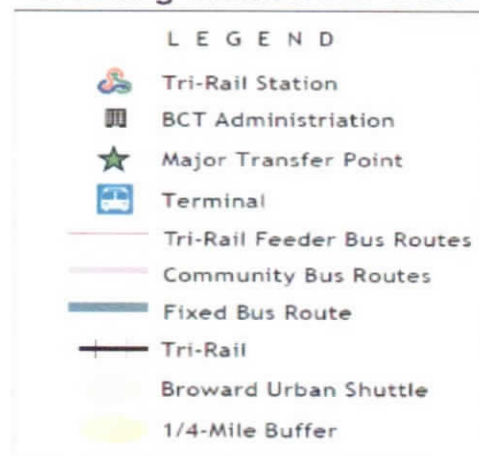 LEGEND
Tri-Rail Station
BCT Administriation
Major Transfer Point
Terminal
Tri-Rail Feeder Bus Routes
Community Bus Routes
Fixed Bus Route
Tri-Rail
Broward Urban Shuttle
1/4-Mile Buffer